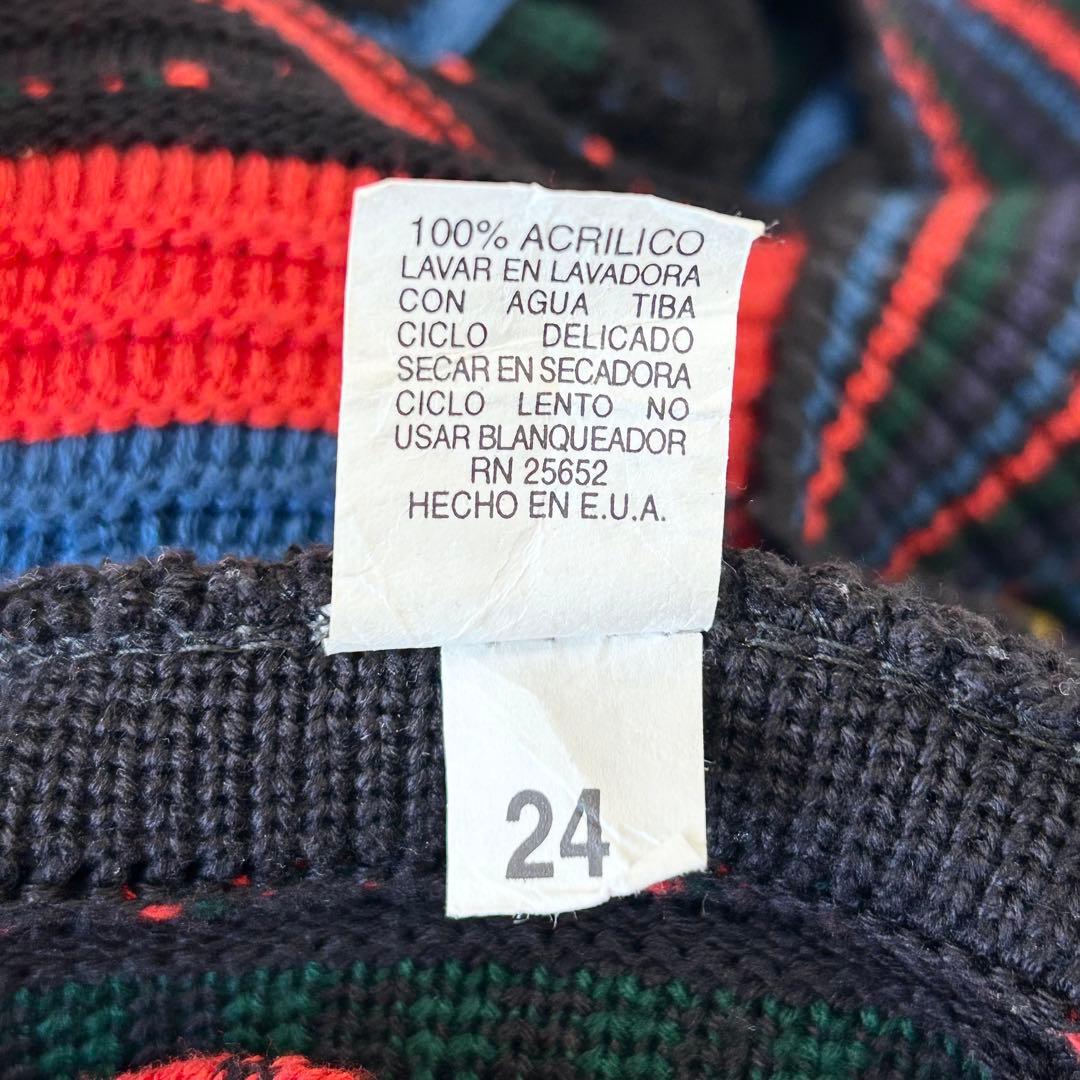 100% ACRILICO
LAVAR EN LAVADORA
CON AGUA TIBA
CICLO DELICADO
SECAR EN SECADORA
CICLO LENTO NO
USAR BLANQUEADOR
RN 25652
HECHO EN E.U.A.
24